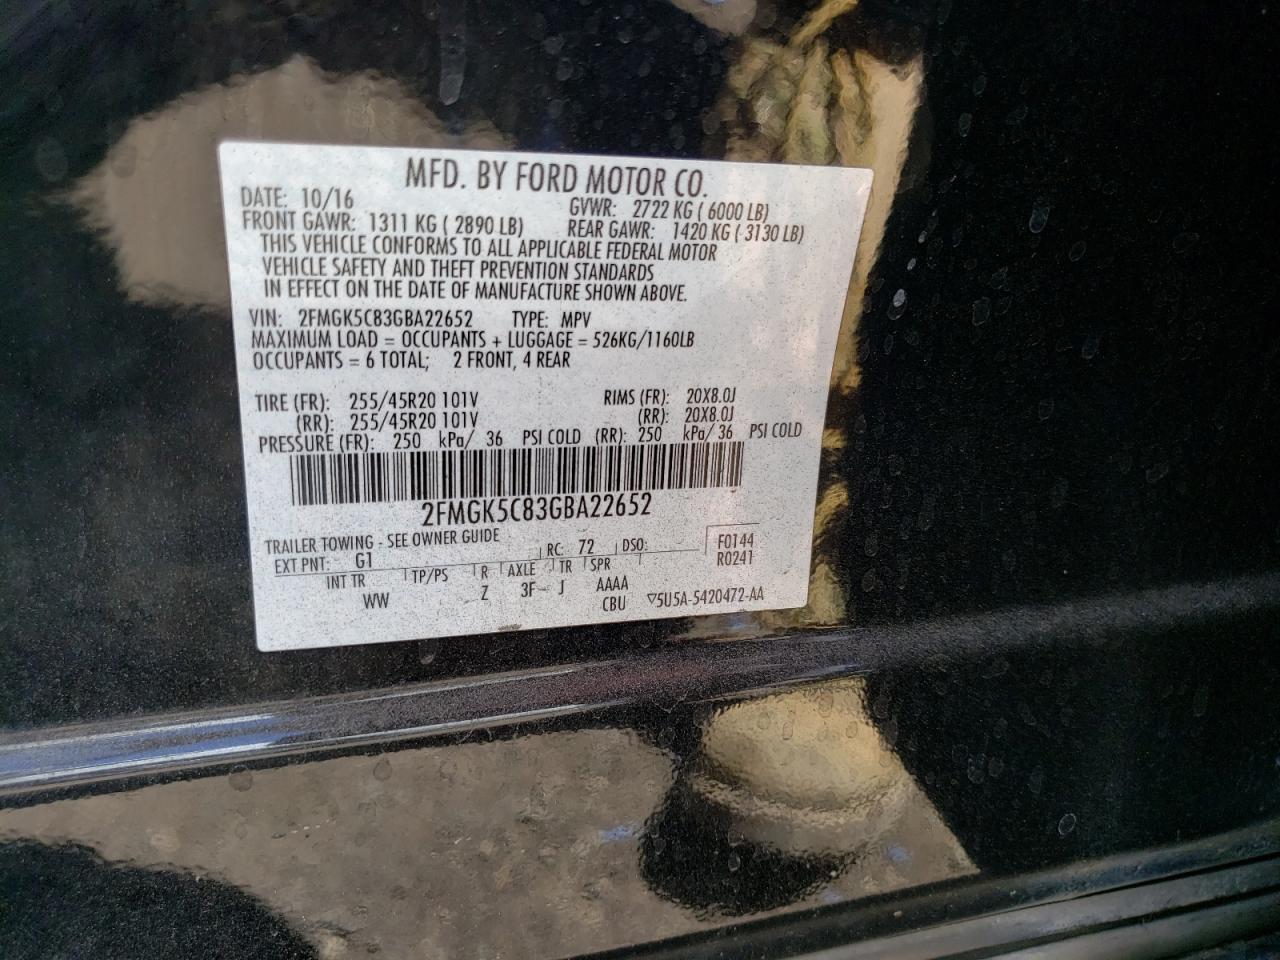 MFD. BY FORD MOTOR CO.
DATE: 10/16 GVWR: 2722 KG ( 6000 LB)
FRONT GAWR: 1311 KG ( 2890 LB) REAR GAWR: 1420 KG ( 3130 LB)
THIS VEHICLE CONFORMS TO ALL APPLICABLE FEDERAL MOTOR
VEHICLE SAFETY AND THEFT PREVENTION STANDARDS
IN EFFECT ON THE DATE OF MANUFACTURE SHOWN ABOVE.
VIN: 2FMGK5C83GBA22652 TYPE: MPV
MAXIMUM LOAD = OCCUPANTS + LUGGAGE = 526KG/1160LB
OCCUPANTS = 6 TOTAL; 2 FRONT, 4 REAR
TIRE (FR): 255/45R20 101V RIMS (FR): 20X8.0J
(RR): 255/45R20 101V (RR): 20X8.0J
PRESSURE (FR): 250 kPa/ 36 PSI COLD (RR): 250 kPa/ 36 PSI COLD
2FMGK5C83GBA22652
TRAILER TOWING - SEE OWNER GUIDE
EXT PNT: G1 RC: 72 DSO: F0144
R0241
INT TR TP/PS R AXLE TR SPR
WW Z 3F J AAAA
CBU ▽5U5A-5420472-AA